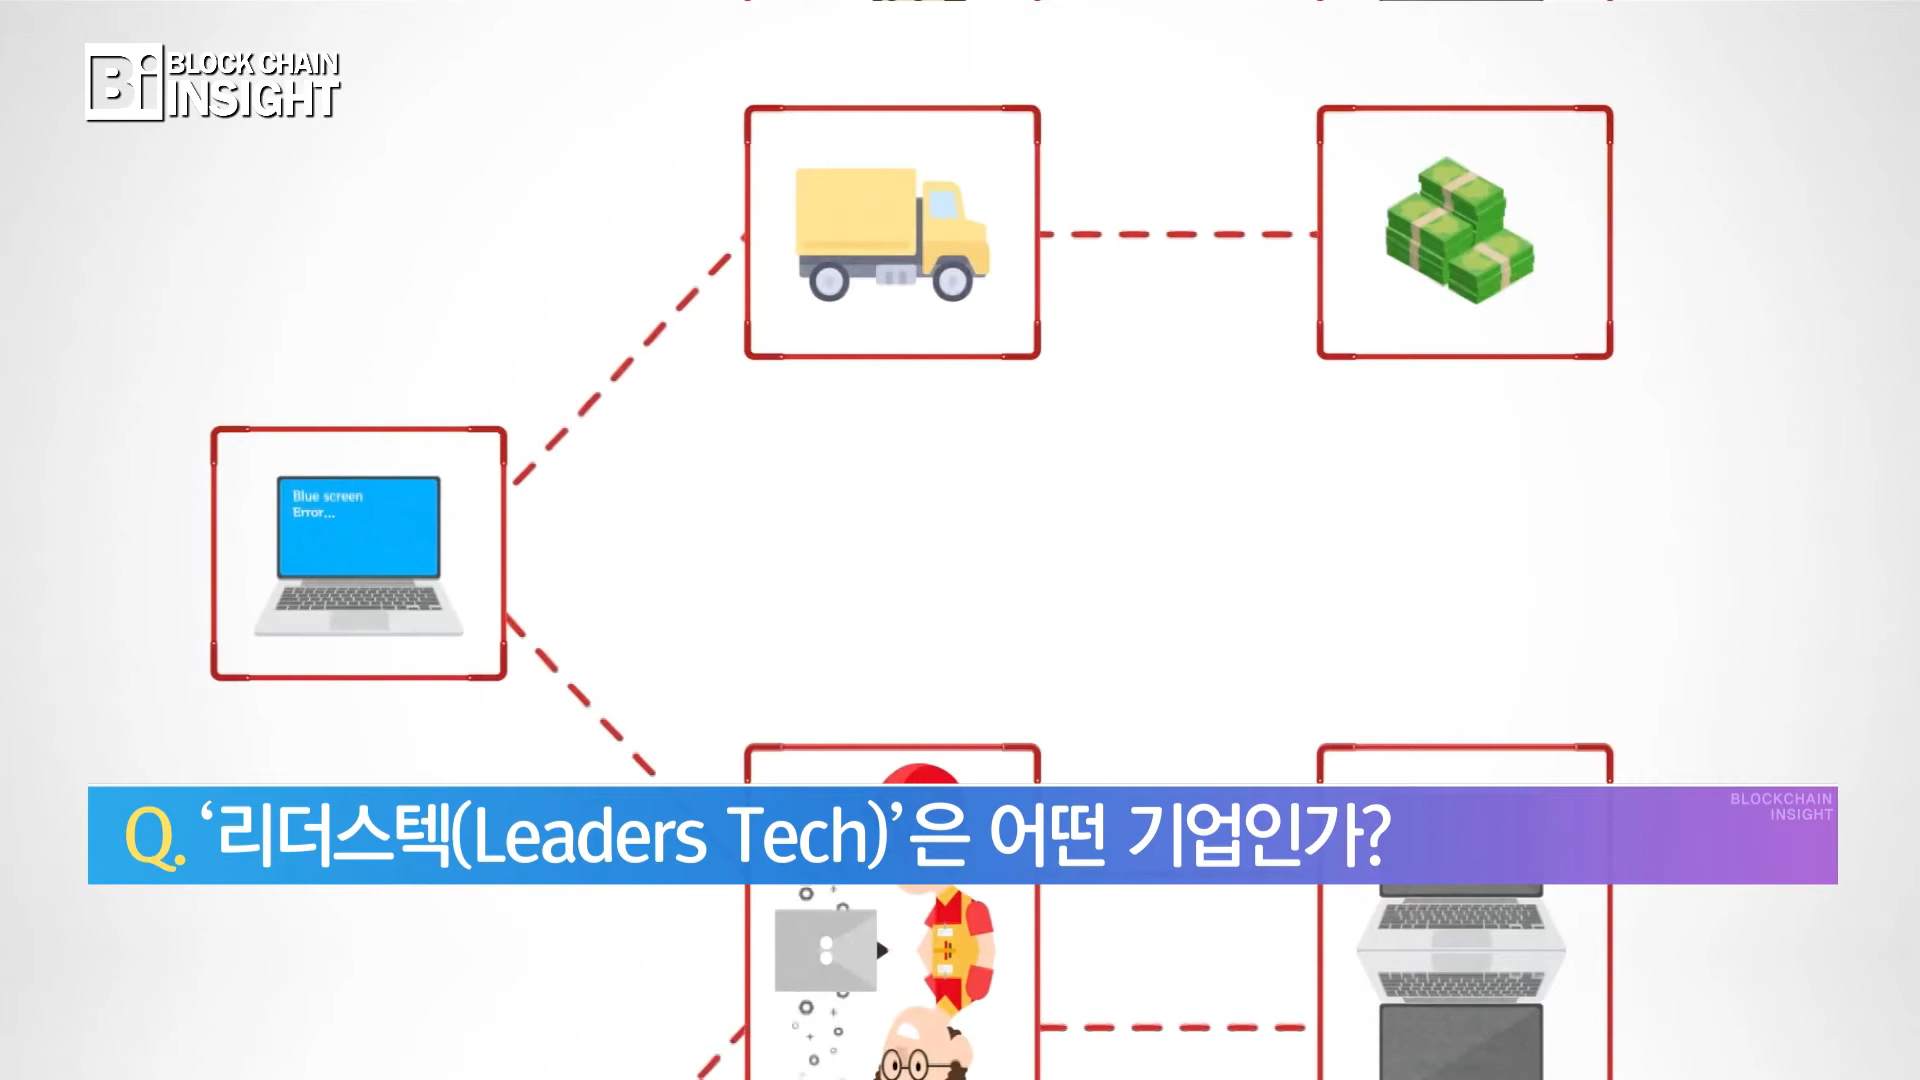 Bi BLOCK CHAIN
INSIGHT
Blue screen
Error...
Q. ‘리더스텍(Leaders Tech)’은 어떤 기업인가?
BLOCKCHAIN
INSIGHT